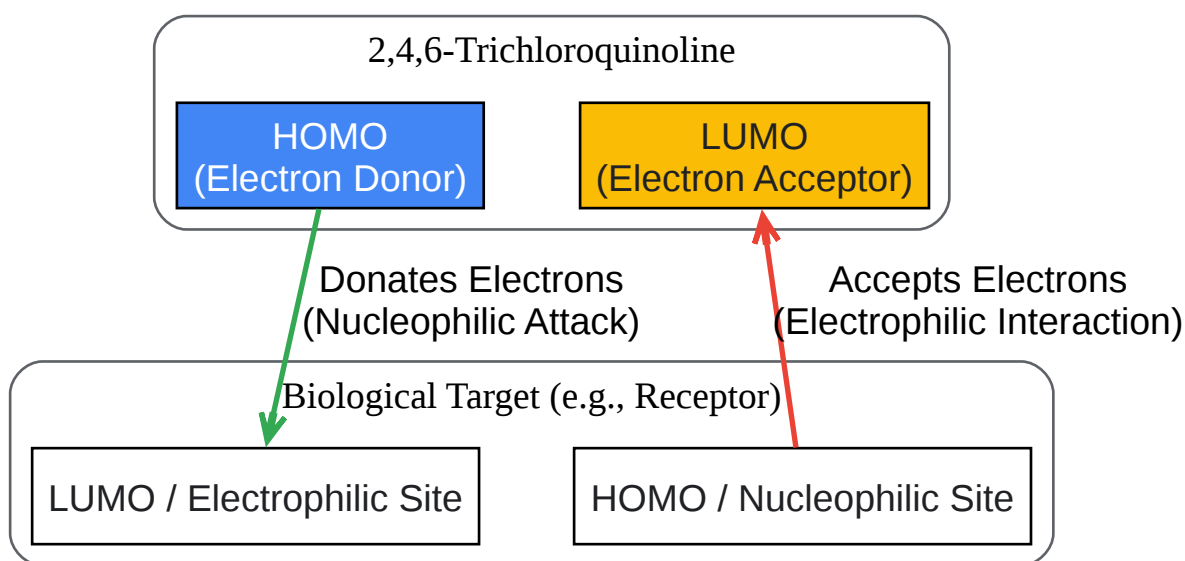 2,4,6-Trichloroquinoline
HOMO
(Electron Donor)
LUMO
(Electron Acceptor)
Donates Electrons
(Nucleophilic Attack)
Accepts Electrons
(Electrophilic Interaction)
Biological Target (e.g., Receptor)
LUMO / Electrophilic Site
HOMO / Nucleophilic Site